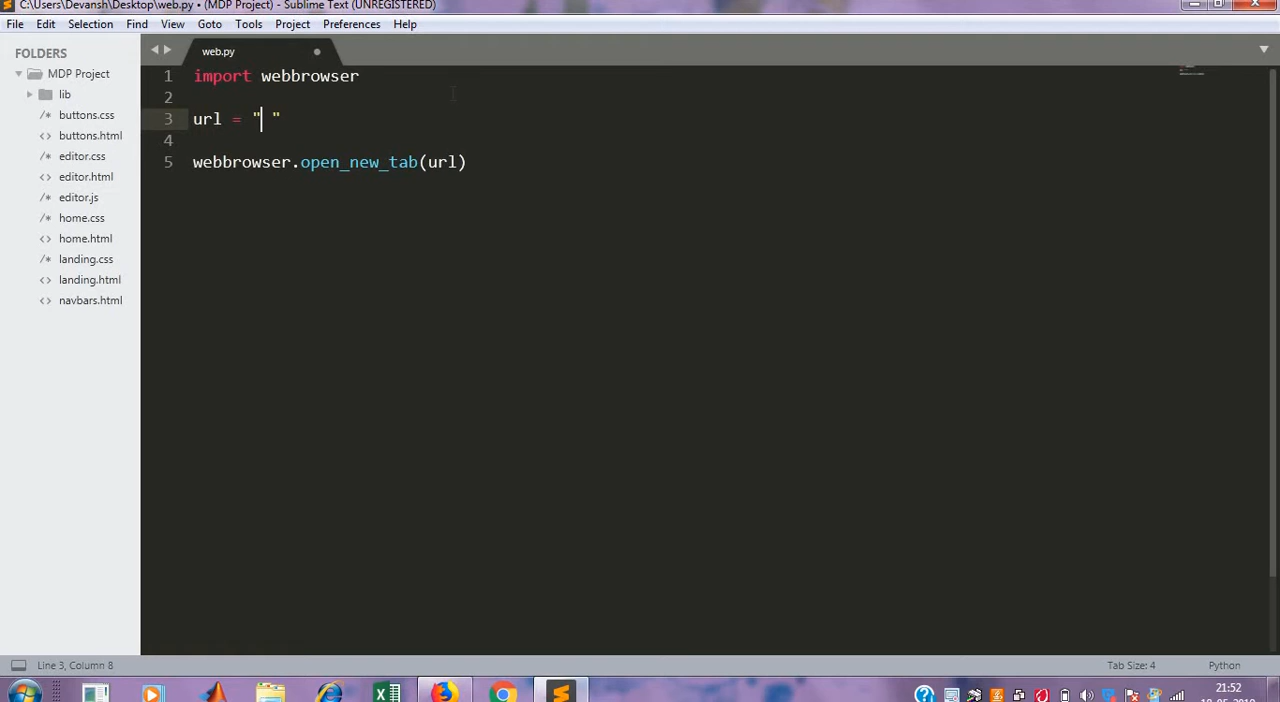 C:\Users\Devansh\Desktop\web.py • (MDP Project) - Sublime Text (UNREGISTERED)
File Edit Selection Find View Goto Tools Project Preferences Help
FOLDERS
MDP Project
lib
buttons.css
buttons.html
editor.css
editor.html
editor.js
home.css
home.html
landing.css
landing.html
navbars.html
web.py
1 import webbrowser
2
3 url = " "
4
5 webbrowser.open_new_tab(url)
Line 3, Column 8
Tab Size: 4
Python
21:52